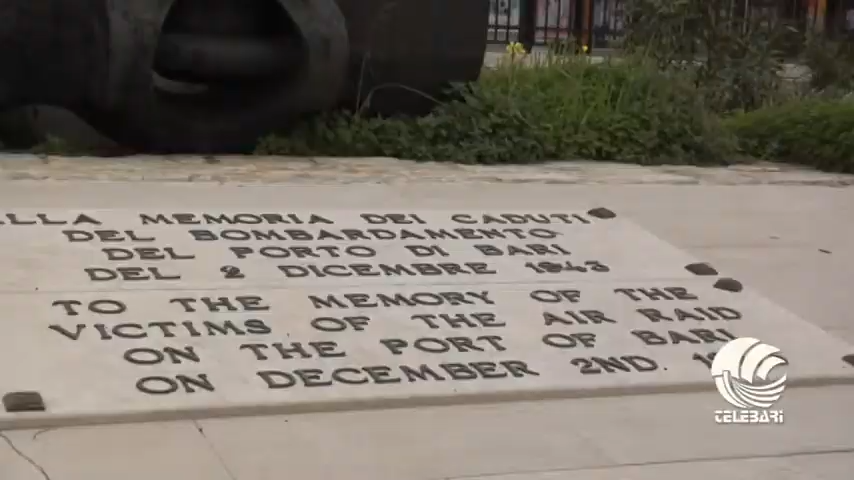 LLA MEMORIA DEI CADUTI
DEL BOMBARDAMENTO
DEL PORTO DI BARI
DEL 2 DICEMBRE 1943
TO THE MEMORY OF THE
VICTIMS OF THE AIR RAID
ON THE PORT OF BARI
ON DECEMBER 2ND.
TELEBARI